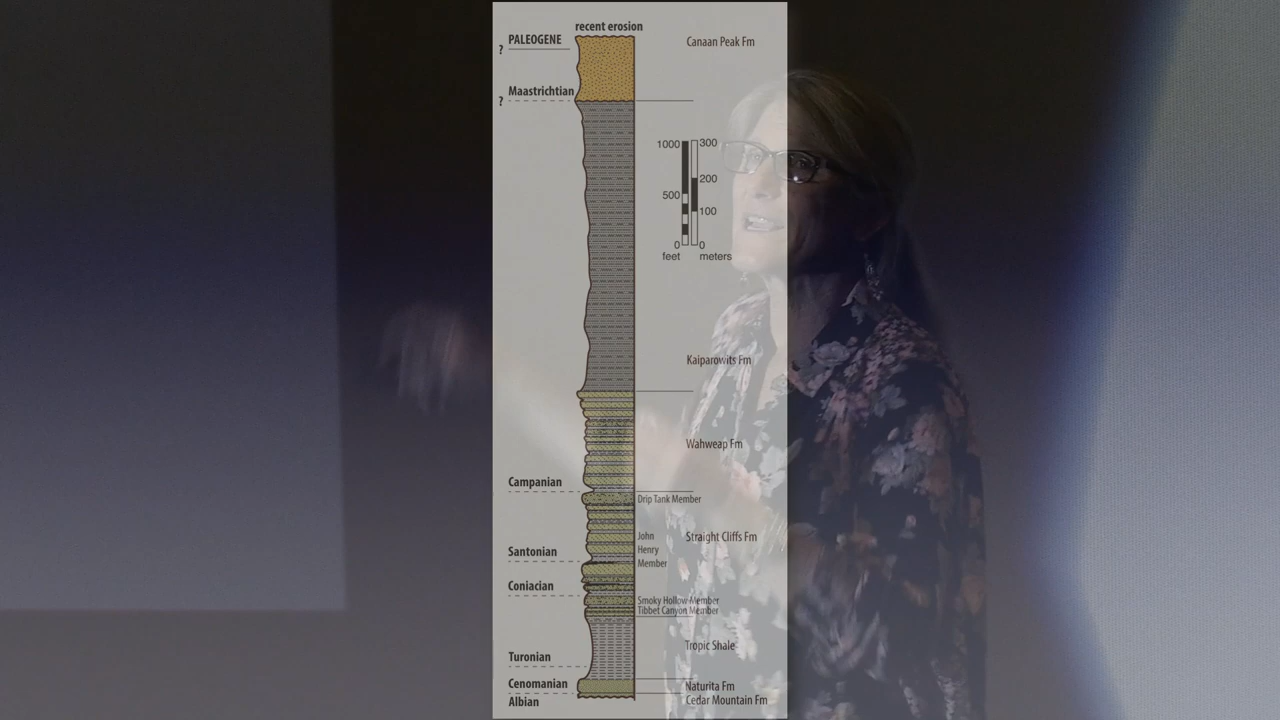 recent erosion
PALEOGENE
?
Canaan Peak Fm
Maastrichtian
?
1000
300
200
500
100
0
0
feet
meters
Kaiparowits Fm
Wahweap Fm
Campanian
Drip Tank Member
John
Henry
Member
Straight Cliffs Fm
Santonian
Coniacian
Smoky Hollow Member
Tibbet Canyon Member
Tropic Shale
Turonian
Cenomanian
Naturita Fm
Albian
Cedar Mountain Fm